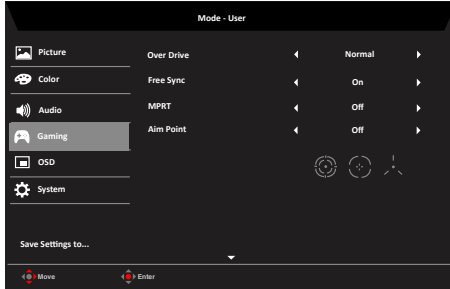 Mode - User
Picture
Color
Audio
Gaming
OSD
System
Over Drive Normal
Free Sync On
MPRT Off
Aim Point Off
Save Settings to...
Move Enter